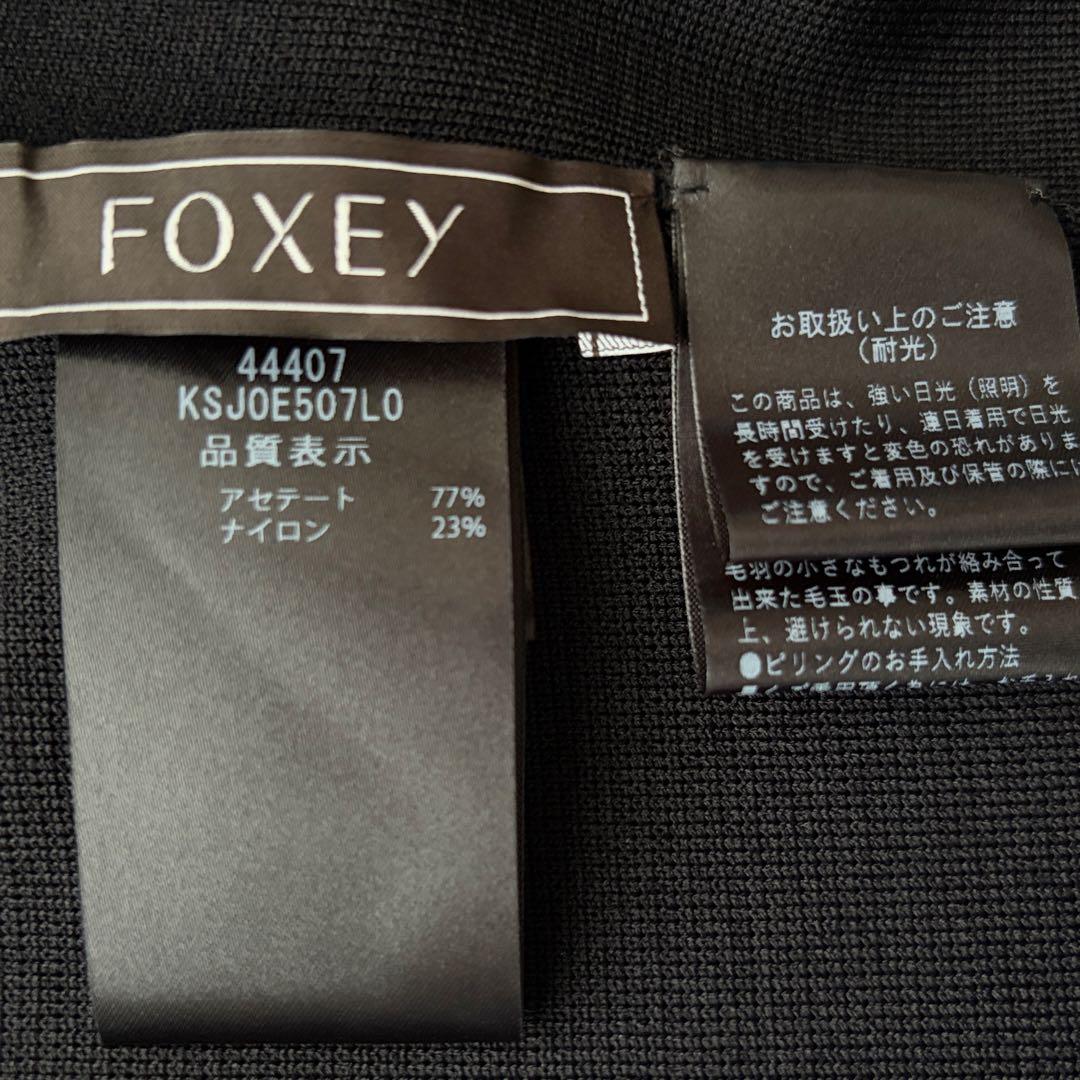 FOXEY
44407
KSJ0E507L0
品質表示
アセテート 77%
ナイロン 23%
お取扱い上のご注意
(耐光)
この商品は、強い日光(照明)を
長時間受けたり、連日着用で日光
を受けますと変色の恐れがありま
すので、ご着用及び保管の際には
ご注意ください。
毛羽の小さなもつれが絡み合って
出来た毛玉の事です。素材の性質
上、避けられない現象です。
●ピリングのお手入れ方法